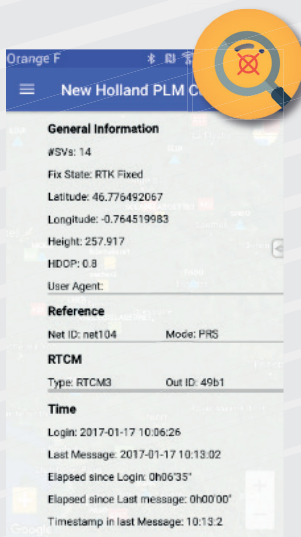 Orange F
New Holland PLM C
General Information
#SVs: 14
Fix State: RTK Fixed
Latitude: 46.776492067
Longitude: -0.764519983
Height: 257.917
HDOP: 0.8
User Agent:
Reference
Net ID: net104 Mode: PRS
RTCM
Type: RTCM3 Out ID: 49b1
Time
Login: 2017-01-17 10:06:26
Last Message: 2017-01-17 10:13:02
Elapsed since Login: 0h06'35"
Elapsed since Last message: 0h00'00"
Timestamp in last Message: 10:13:2
Google